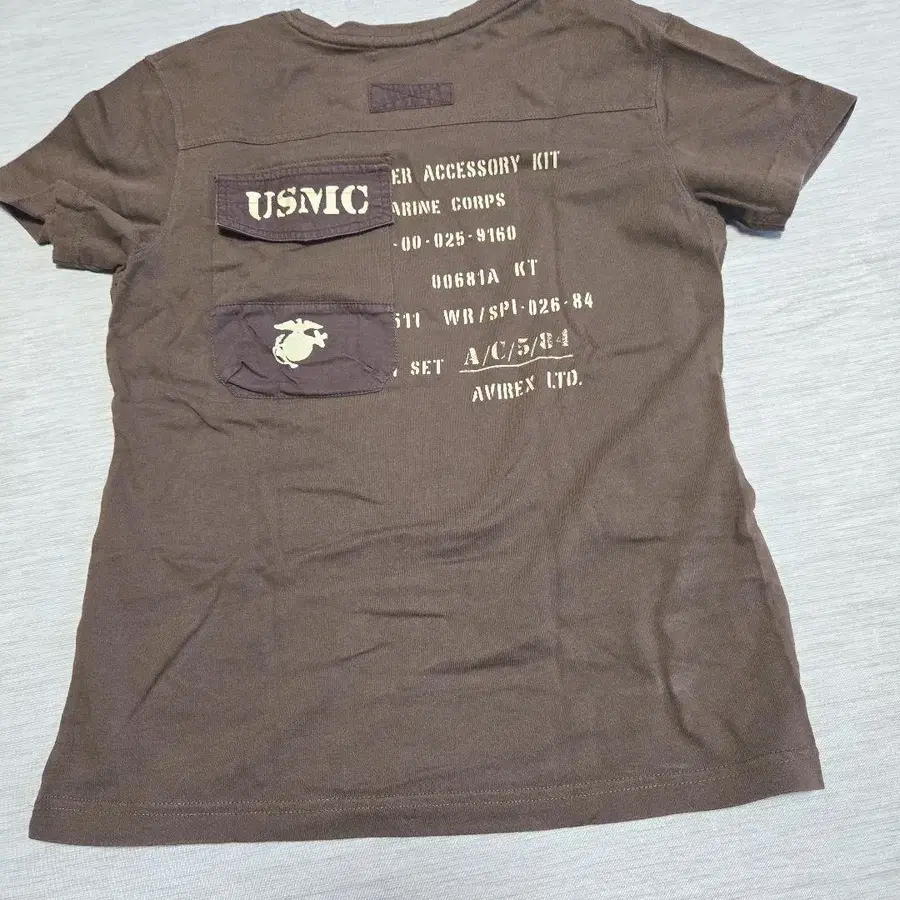 USMC
ER ACCESSORY KIT
ARINE CORPS
-00-025-9160
00681A KT
511 WR/SPI-026-84
SET A/C/5/84
AVIREX LTD.